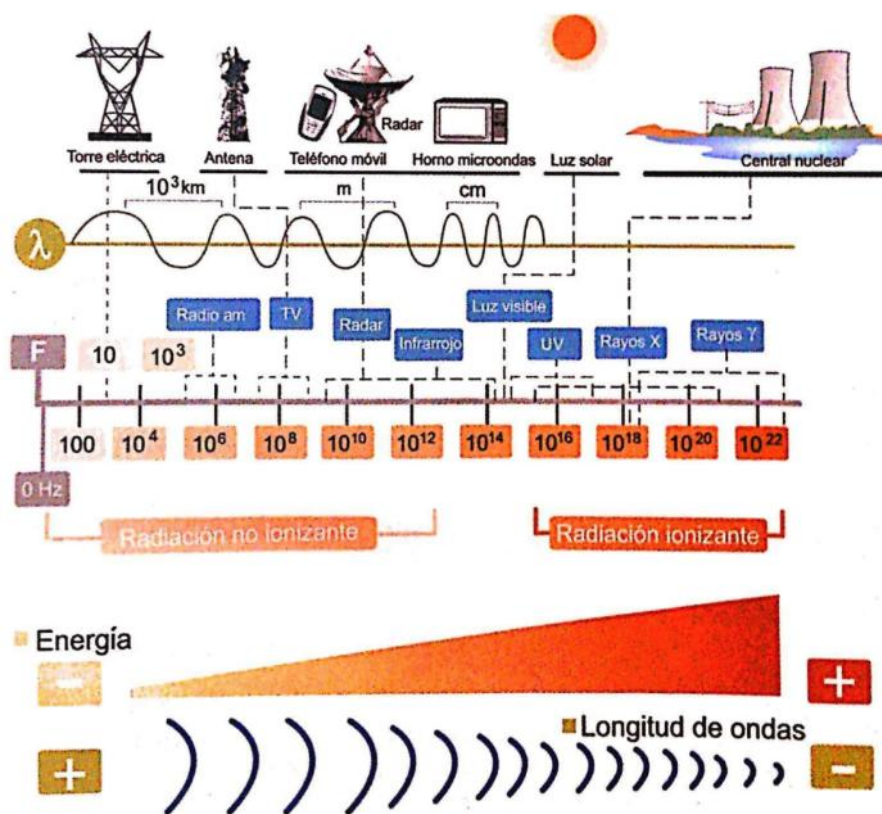 Radar
Torre eléctrica
Antena
Teléfono móvil
Horno microondas
Luz solar
Central nuclear
10³ km
m
cm
λ
Radio am
TV
Radar
Infrarrojo
Luz visible
UV
Rayos X
Rayos γ
F
10
10³
100
10⁴
10⁶
10⁸
10¹⁰
10¹²
10¹⁴
10¹⁶
10¹⁸
10²⁰
10²²
0 Hz
Radiación no ionizante
Radiación ionizante
Energía
−
+
Longitud de ondas
+
−